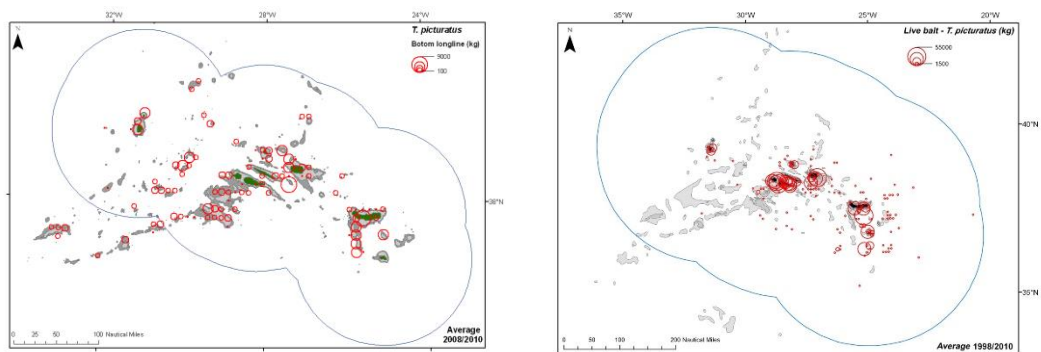 32°W 28°W 24°W
N
T. picturatus
Botom longline (kg)
9000
100
0 25 50 100 Nautical Miles
Average
2008/2010
35°W 30°W 25°W 20°W
N
Live bait - T. picturatus (kg)
55000
1500
40°N
35°N
0 50 100 200 Nautical Miles
Average 1998/2010